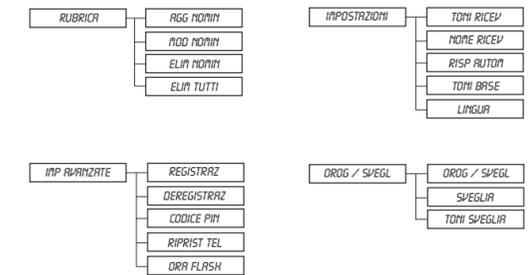 RUBRICA
AGG NOMIN
MOD NOMIN
ELIM NOMIN
ELIM TUTTI
IMPOSTAZIONI
TONI RICEV
NOME RICEV
RISP AUTOM
TONI BASE
LINGUA
IMP AVANZATE
REGISTRAZ
DEREGISTRAZ
CODICE PIN
RIPRIST TEL
ORA FLASH
OROG / SVEGL
OROG / SVEGL
SVEGLIA
TONI SVEGLIA